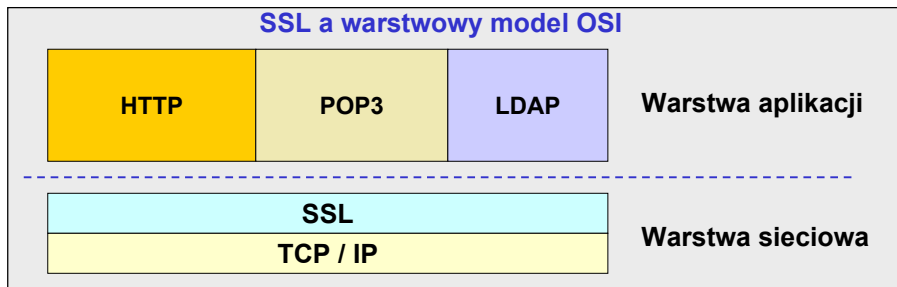 SSL a warstwowy model OSI
HTTP
POP3
LDAP
Warstwa aplikacji
SSL
TCP / IP
Warstwa sieciowa